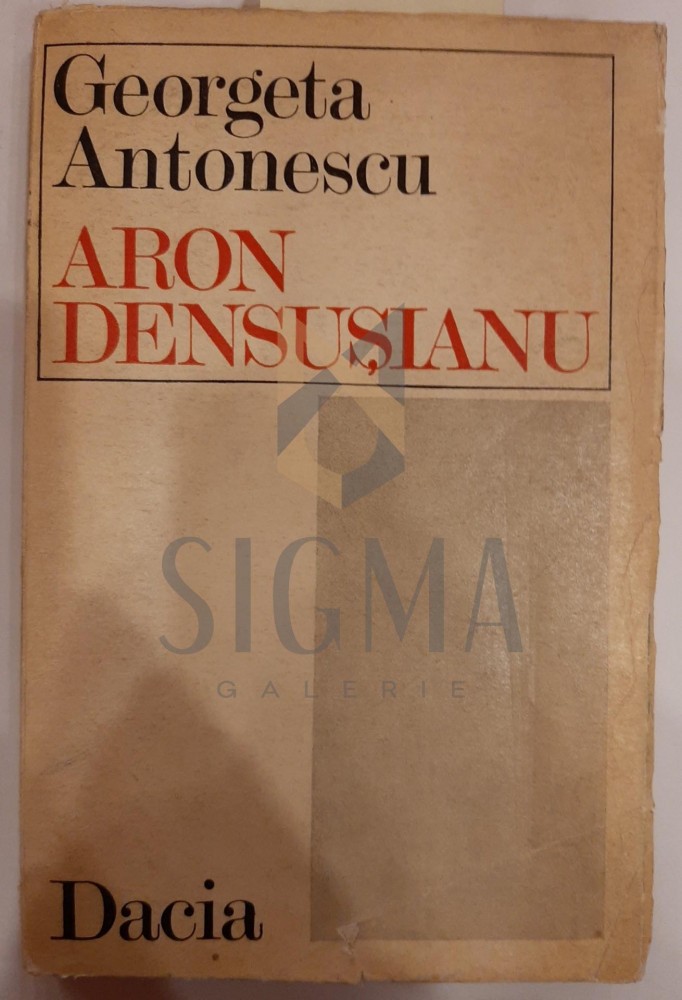 Georgeta
Antonescu
ARON
DENSUȘIANU
SIGMA
GALERIE
Dacia